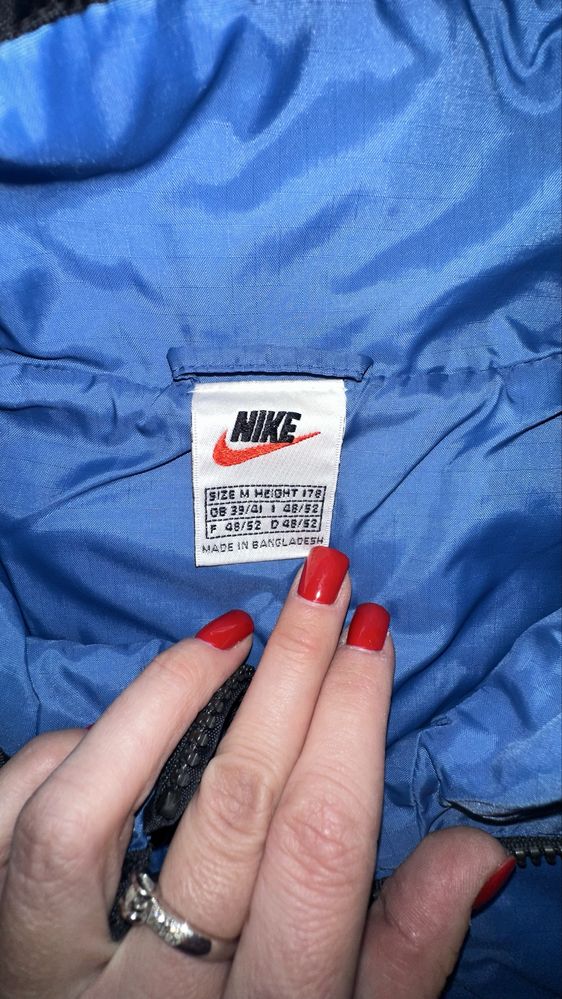 NIKE
SIZE M HEIGHT 178
GB 39/41 I 48/52
F 48/52 D 48/52
MADE IN BANGLADESH